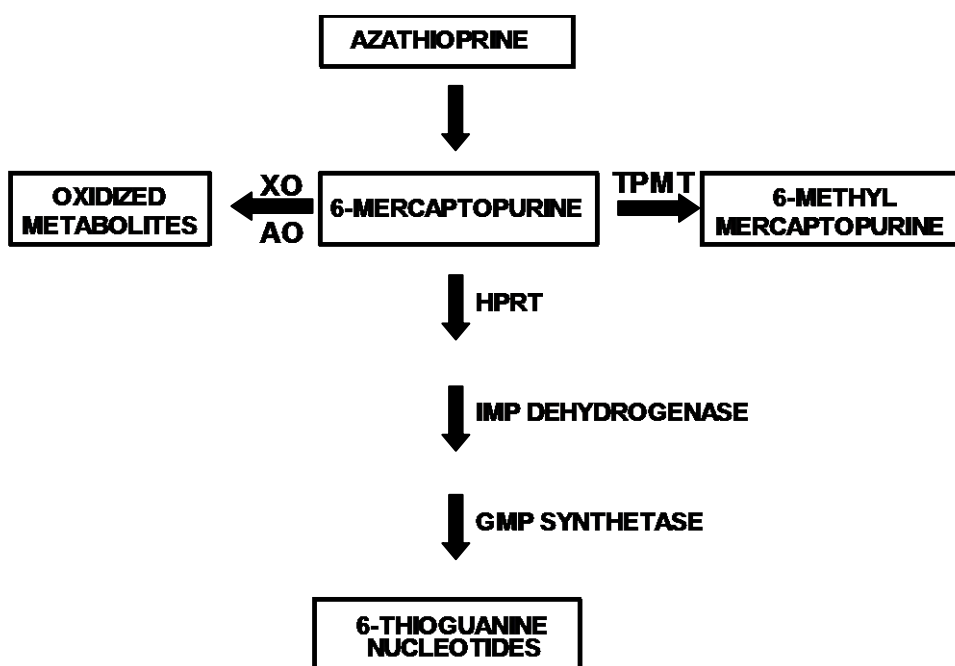 AZATHIOPRINE
OXIDIZED
METABOLITES
XO
AO
6-MERCAPTOPURINE
TPMT
6-METHYL
MERCAPTOPURINE
HPRT
IMP DEHYDROGENASE
GMP SYNTHETASE
6-THIOGUANINE
NUCLEOTIDES